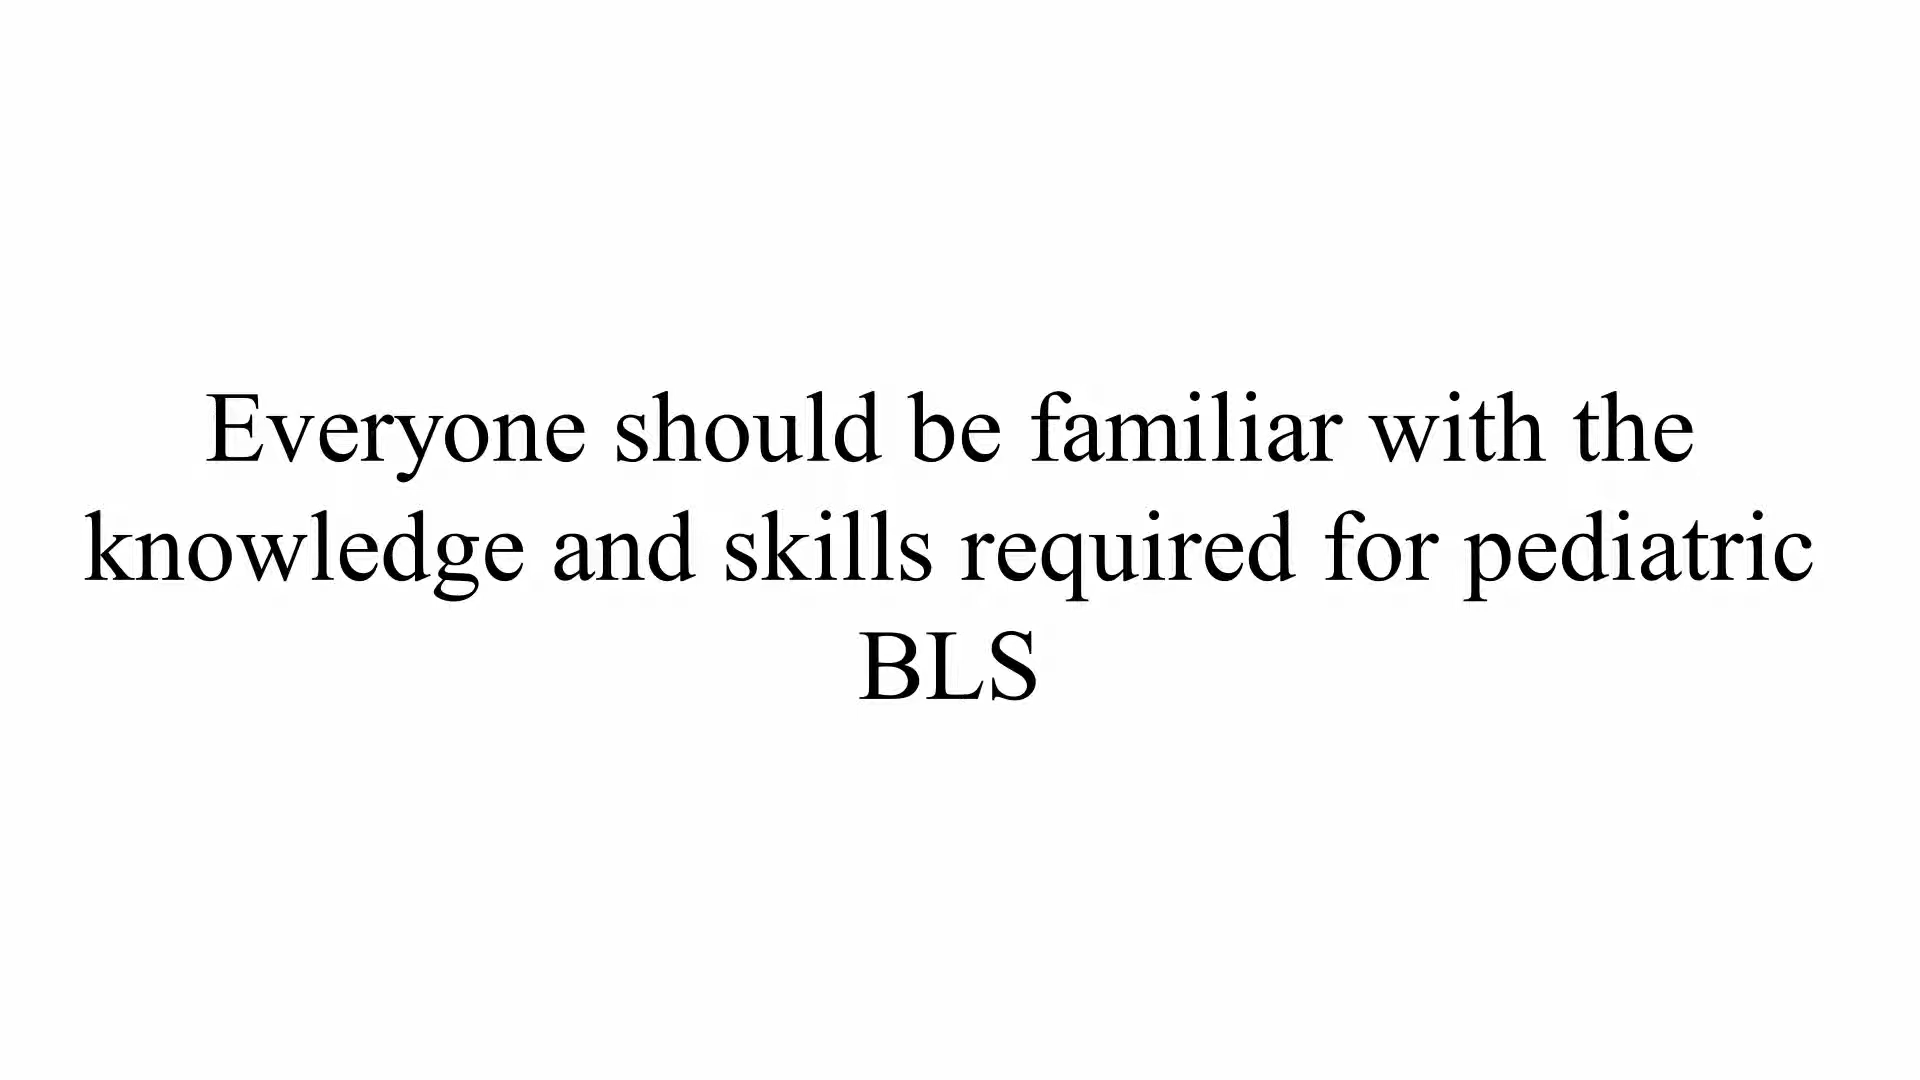 Everyone should be familiar with the
knowledge and skills required for pediatric
BLS